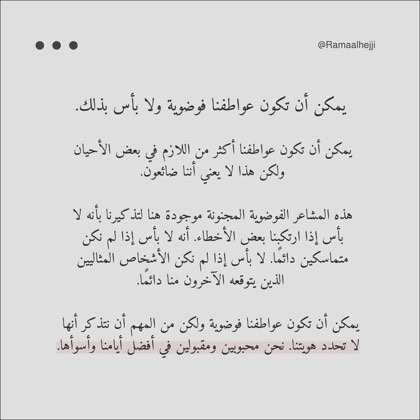 @Ramaalhejji
يمكن أن تكون عواطفنا فوضوية ولا بأس بذلك.
يمكن أن تكون عواطفنا أكثر من اللازم في بعض الأحيان
ولكن هذا لا يعني أننا ضائعون.
هذه المشاعر الفوضوية المجنونة موجودة هنا لتذكيرنا بأنه لا
بأس إذا ارتكبنا بعض الأخطاء. أنه لا بأس إذا لم نكن
متماسكين دائمًا. لا بأس إذا لم نكن الأشخاص المثاليين
الذين يتوقعه الآخرون منا دائمًا.
يمكن أن تكون عواطفنا فوضوية ولكن من المهم أن نتذكر أنها
لا تحدد هويتنا. نحن محبوبين ومقبولين في أفضل أيامنا وأسوأها.